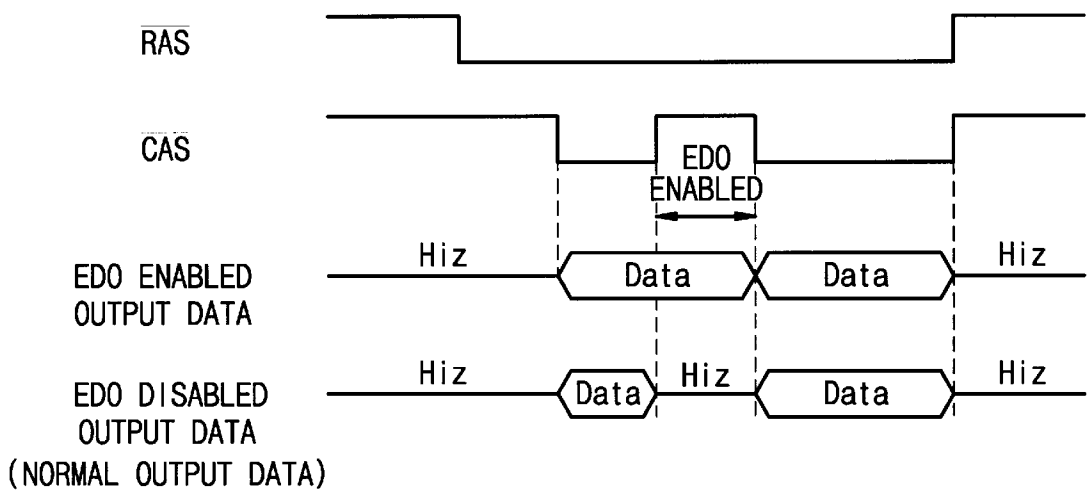 RAS
CAS
EDO
ENABLED
EDO ENABLED
OUTPUT DATA
Hiz
Data
Data
Hiz
EDO DISABLED
OUTPUT DATA
(NORMAL OUTPUT DATA)
Hiz
Data
Hiz
Data
Hiz